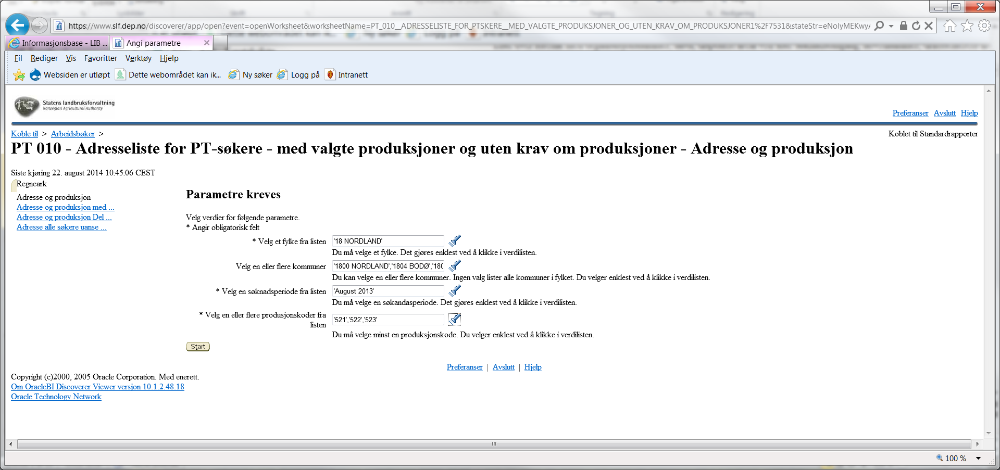 https://www.slf.dep.no/discoverer/app/open?event=openWorksheet&worksheetName=PT_010__ADRESSELISTE_FOR_PTSKERE__MED_VALGTE_PRODUKSJONER_OG_UTEN_KRAV_OM_PRODUKSJONER1%2F7531&stateStr=eNolyMEKwy
Informasjonsbase - LIB ...
Angi parametre
Fil Rediger Vis Favoritter Verktøy Hjelp
Websiden er utløpt Dette webområdet kan ik... Ny søker Logg på Intranett
Statens landbruksforvaltning
Norwegian Agricultural Authority
Preferanser Avslutt Hjelp
Koble til > Arbeidsbøker >
Koblet til Standardrapporter
PT 010 - Adresseliste for PT-søkere - med valgte produksjoner og uten krav om produksjoner - Adresse og produksjon
Siste kjøring 22. august 2014 10:45:06 CEST
Regneark
Adresse og produksjon
Adresse og produksjon med ...
Adresse og produksjon Del ...
Adresse alle søkere uanse ...
Parametre kreves
Velg verdier for følgende parametre.
* Angir obligatorisk felt
* Velg et fylke fra listen '18 NORDLAND'
Du må velge et fylke. Det gjøres enklest ved å klikke i verdilisten.
Velg en eller flere kommuner '1800 NORDLAND','1804 BODØ','180
Du kan velge en eller flere kommuner. Ingen valg lister alle kommuner i fylket. Du velger enklest ved å klikke i verdilisten.
* Velg en søknadsperiode fra listen 'August 2013'
Du må velge en søkandasperiode. Det gjøres enklest ved å klikke i verdilisten.
* Velg en eller flere produsjonskoder fra
listen '521','522','523'
Du må velge minst en produksjonskode. Du velger enklest ved å klikke i verdilisten.
Start
Preferanser | Avslutt | Hjelp
Copyright (c)2000, 2005 Oracle Corporation. Med enerett.
Om OracleBI Discoverer Viewer versjon 10.1.2.48.18
Oracle Technology Network
100 %